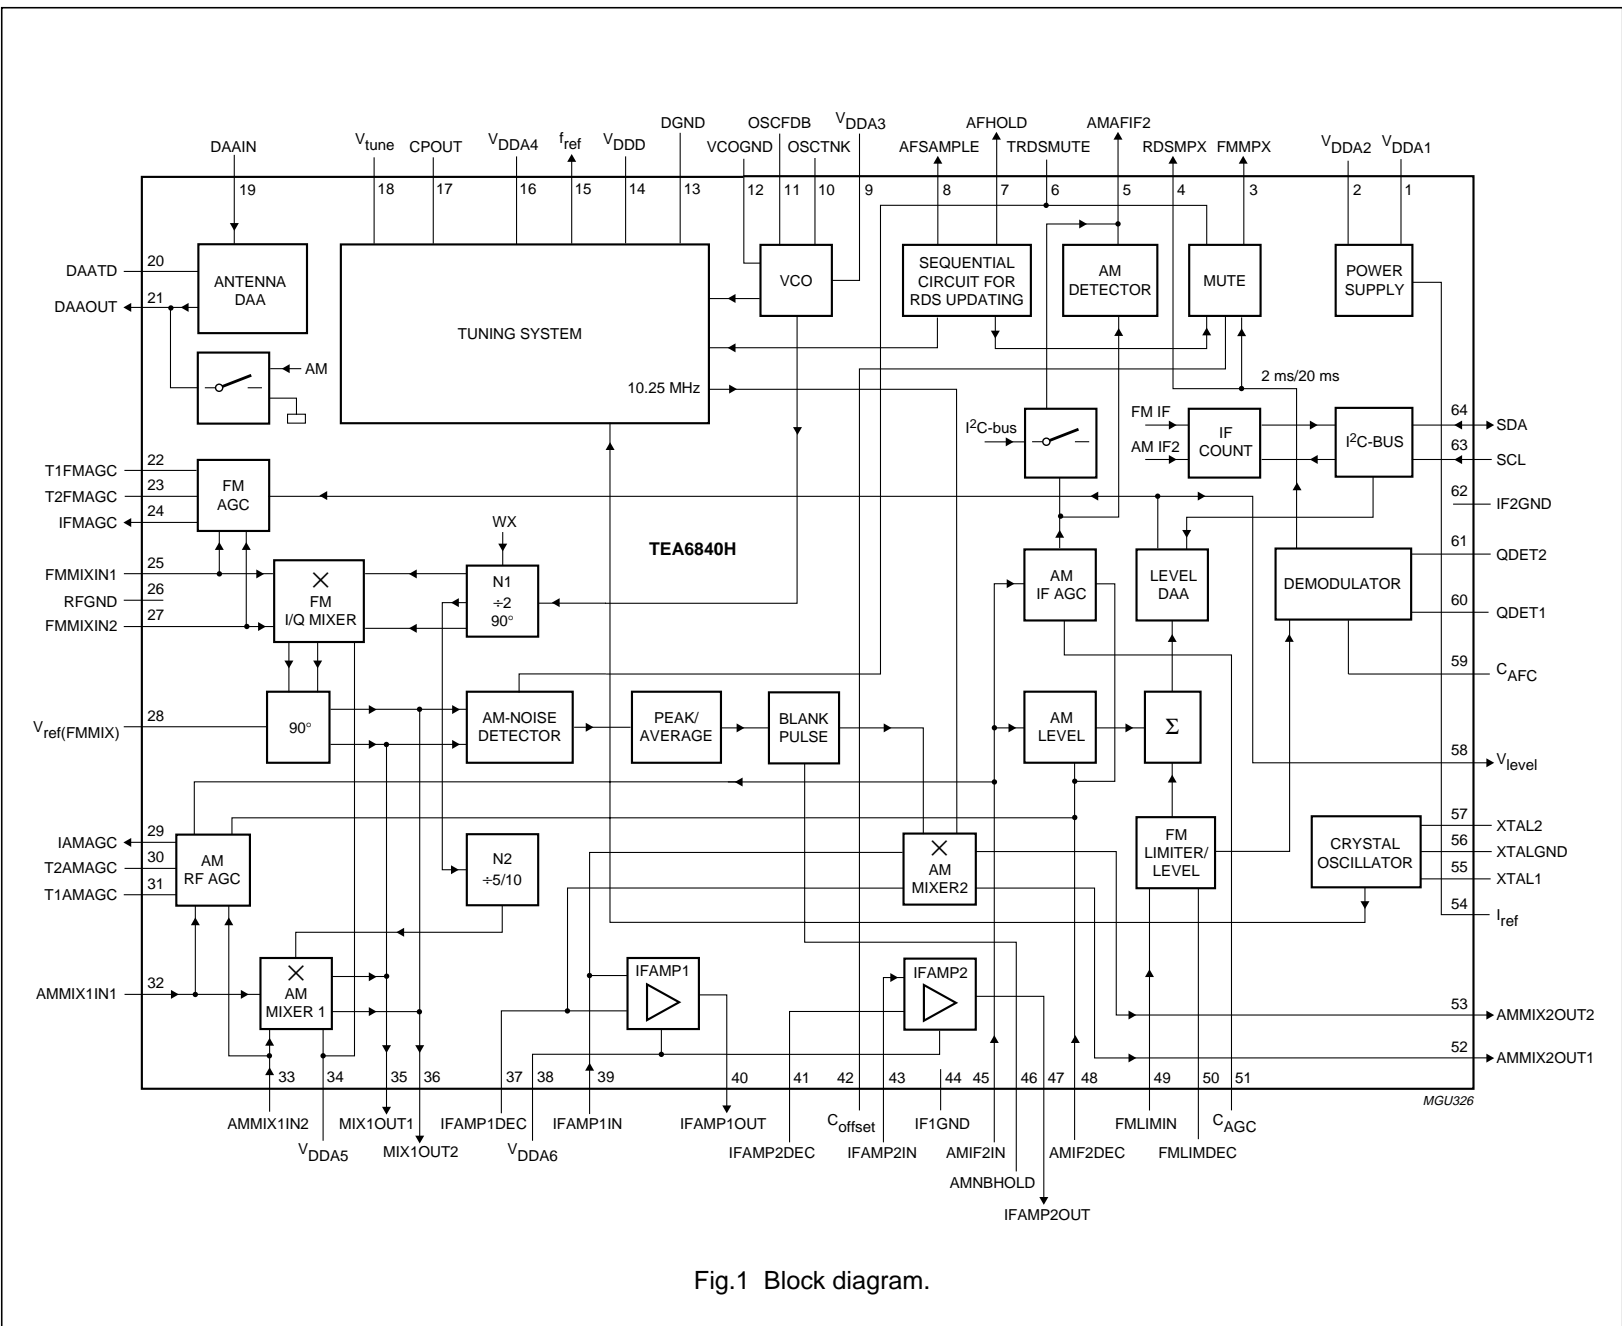 DAAIN
Vtune
CPOUT
VDDA4
fref
VDDD
DGND
VCOGND
OSCFDB
OSCTNK
VDDA3
AFSAMPLE
AFHOLD
TRDSMUTE
AMAFIF2
RDSMPX
FMMPX
VDDA2
VDDA1
19
18
17
16
15
14
13
12
11
10
9
8
7
6
5
4
3
2
1
DAATD
20
DAAOUT
21
ANTENNA
DAA
TUNING SYSTEM
10.25 MHz
VCO
SEQUENTIAL
CIRCUIT FOR
RDS UPDATING
AM
DETECTOR
MUTE
POWER
SUPPLY
AM
2 ms/20 ms
I2C-bus
FM IF
AM IF2
IF
COUNT
I2C-BUS
64
SDA
63
SCL
62
IF2GND
T1FMAGC
22
T2FMAGC
23
IFMAGC
24
FM
AGC
WX
TEA6840H
FMMIXIN1
25
RFGND
26
FMMIXIN2
27
×
FM
I/Q MIXER
N1
÷2
90°
AM
IF AGC
LEVEL
DAA
DEMODULATOR
61
QDET2
60
QDET1
59
CAFC
Vref(FMMIX)
28
90°
AM-NOISE
DETECTOR
PEAK/
AVERAGE
BLANK
PULSE
AM
LEVEL
Σ
58
Vlevel
IAMAGC
29
T2AMAGC
30
T1AMAGC
31
AM
RF AGC
N2
÷5/10
×
AM
MIXER2
FM
LIMITER/
LEVEL
CRYSTAL
OSCILLATOR
57
XTAL2
56
XTALGND
55
XTAL1
54
Iref
AMMIX1IN1
32
×
AM
MIXER 1
IFAMP1
IFAMP2
53
AMMIX2OUT2
52
AMMIX2OUT1
33
34
35
36
37
38
39
40
41
42
43
44
45
46
47
48
49
50
51
MGU326
AMMIX1IN2
VDDA5
MIX1OUT1
MIX1OUT2
IFAMP1DEC
VDDA6
IFAMP1IN
IFAMP1OUT
IFAMP2DEC
Coffset
IFAMP2IN
IF1GND
AMIF2IN
AMNBHOLD
IFAMP2OUT
AMIF2DEC
FMLIMIN
FMLIMDEC
CAGC
Fig.1 Block diagram.